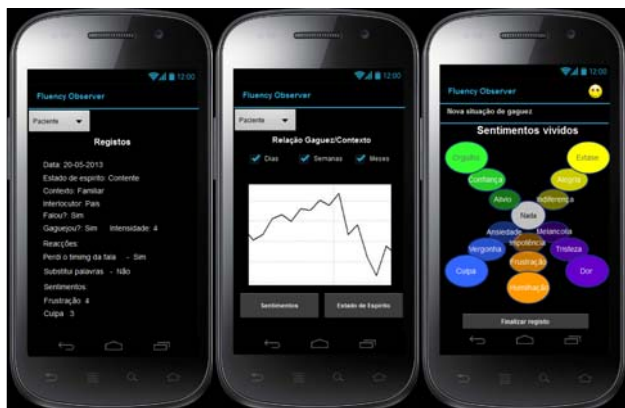 12:00
Fluency Observer
Paciente
Registos
Data: 20-05-2013
Estado de espirito: Contente
Contexto: Familiar
Interlocutor: Pais
Falou?: Sim
Gaguejou?: Sim Intensidade: 4
Reacções:
Perdi o timing da fala - Sim
Substitui palavras - Não
Sentimentos:
Frustração 4
Culpa 3
12:00
Fluency Observer
Paciente
Relação Gaguez/Contexto
Dias Semanas Meses
Sentimentos Estado de Espirito
12:00
Fluency Observer
Nova situação de gaguez
Sentimentos vividos
Orgulho Extase
Confiança Alegria
Alivio Indiferença
Nada
Ansiedade Melancolia
Vergonha Impotência Tristeza
Frustração
Culpa Dor
Humilhação
Finalizar registo